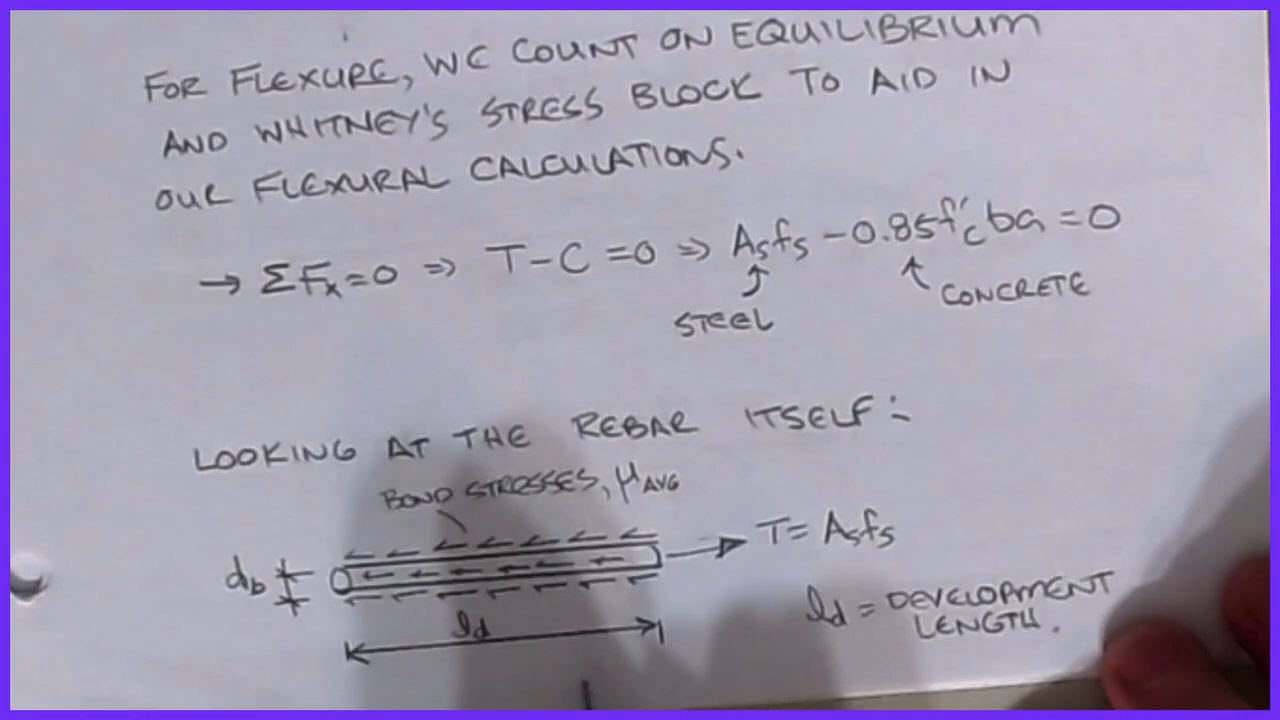 FOR FLEXURE, WE COUNT ON EQUILIBRIUM
AND WHITNEY'S STRESS BLOCK TO AID IN
OUR FLEXURAL CALCULATIONS.
→ ΣFx=0 ⇒ T-C=0 ⇒ Asfs-0.85f'cba=0
STEEL
CONCRETE
LOOKING AT THE REBAR ITSELF:-
BOND STRESSES, μAVG
T=Asfs
db
ld
ld = DEVELOPMENT
LENGTH.